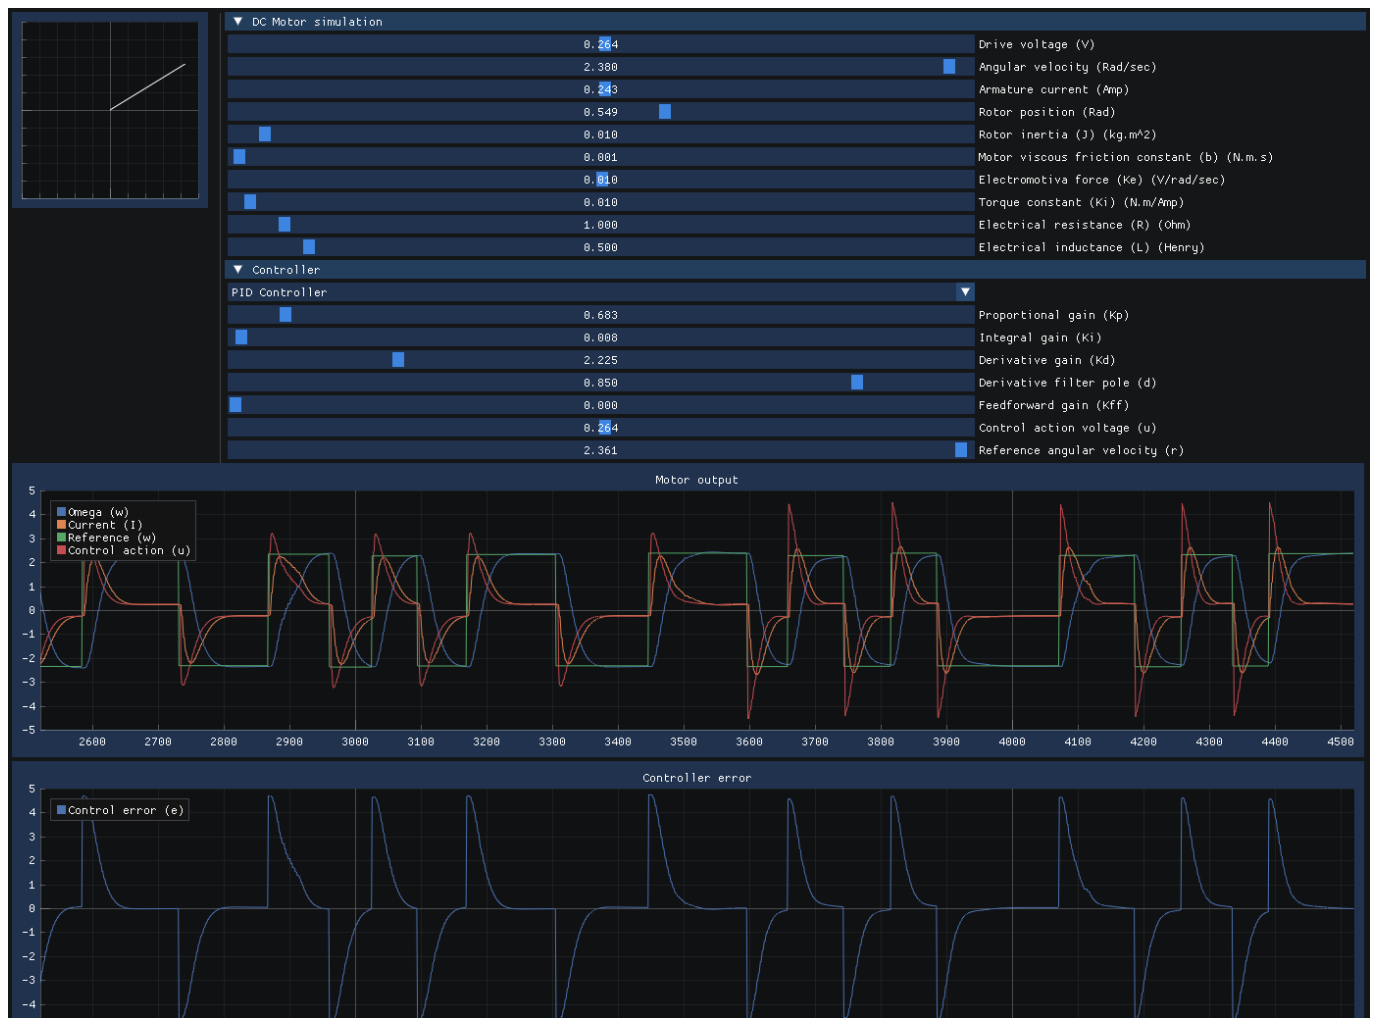 ▼ DC Motor simulation
0.264 Drive voltage (V)
2.380 Angular velocity (Rad/sec)
0.243 Armature current (Amp)
0.549 Rotor position (Rad)
0.010 Rotor inertia (J) (kg.m^2)
0.001 Motor viscous friction constant (b) (N.m.s)
0.010 Electromotiva force (Ke) (V/rad/sec)
0.010 Torque constant (Ki) (N.m/Amp)
1.000 Electrical resistance (R) (Ohm)
0.500 Electrical inductance (L) (Henry)
▼ Controller
PID Controller ▼
0.683 Proportional gain (Kp)
0.008 Integral gain (Ki)
2.225 Derivative gain (Kd)
0.850 Derivative filter pole (d)
0.000 Feedforward gain (Kff)
0.264 Control action voltage (u)
2.361 Reference angular velocity (r)
Motor output
5
4
3
2
1
0
-1
-2
-3
-4
-5
Omega (w)
Current (I)
Reference (w)
Control action (u)
2600 2700 2800 2900 3000 3100 3200 3300 3400 3500 3600 3700 3800 3900 4000 4100 4200 4300 4400 4500
Controller error
5
4
3
2
1
0
-1
-2
-3
-4
Control error (e)